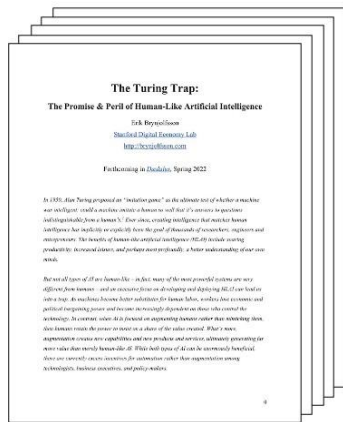 The Turing Trap:
The Promise & Peril of Human-Like Artificial Intelligence
Erik Brynjolfsson
Stanford Digital Economy Lab
http://brynjolfsson.com
Forthcoming in Daedalus, Spring 2022
In 1950, Alan Turing proposed an "imitation game" as the ultimate test of whether a machine
was intelligent: could a machine imitate a human so well that it's answers to questions
indistinguishable from a human's. Ever since, creating intelligence that matches human
intelligence has implicitly or explicitly been the goal of thousands of researchers, engineers and
entrepreneurs. The benefits of human-like artificial intelligence (HLAI) include soaring
productivity, increased leisure, and perhaps most profoundly, a better understanding of our own
minds.
But not all types of AI are human-like – in fact, many of the most powerful systems are very
different from humans – and an excessive focus on developing and deploying HLAI can lead us
into a trap. As machines become better substitutes for human labor, workers lose economic and
political bargaining power and become increasingly dependent on those who control the
technology. In contrast, when AI is focused on augmenting humans rather than mimicking them,
then humans retain the power to insist on a share of the value created. What's more,
augmentation creates new capabilities and new products and services, ultimately generating far
more value than merely human-like AI. While both types of AI can be enormously beneficial,
there are currently excess incentives for automation rather than augmentation among
technologists, business executives, and policy-makers.